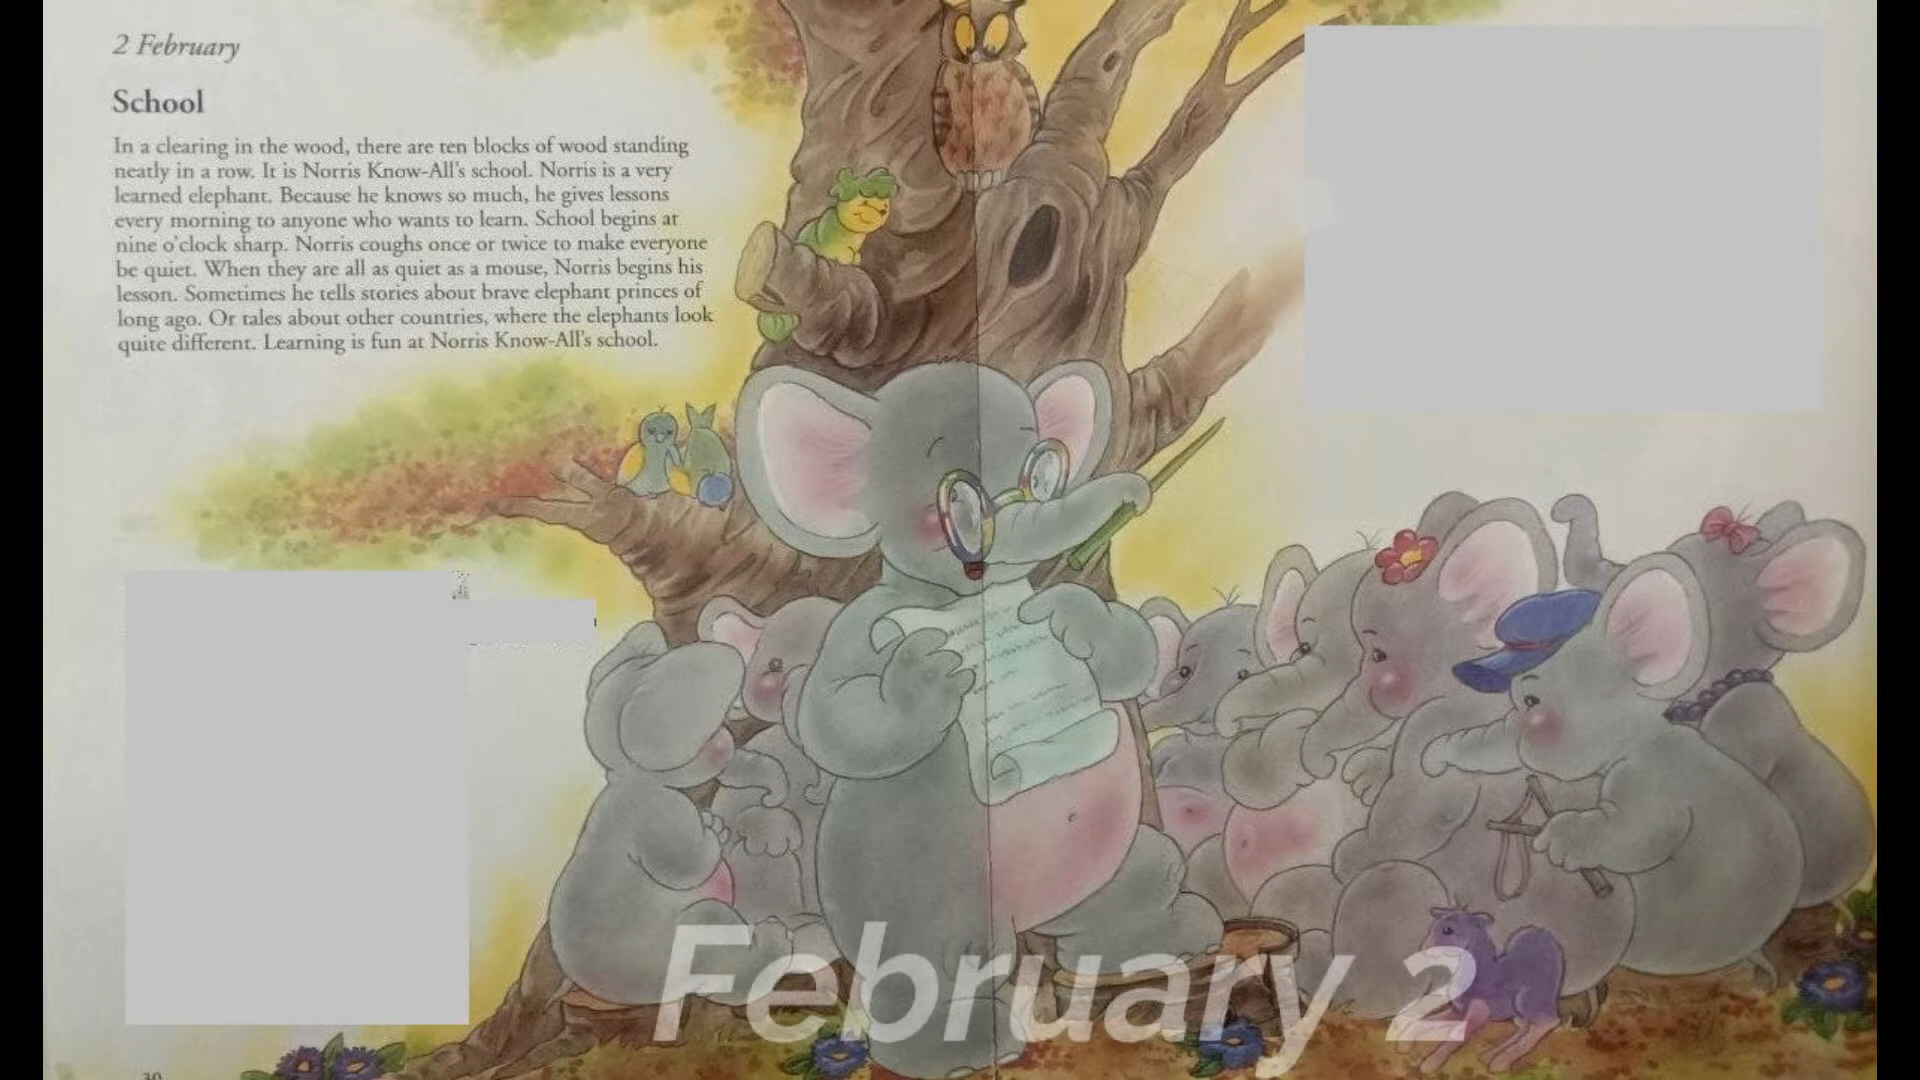 2 February
School
In a clearing in the wood, there are ten blocks of wood standing
neatly in a row. It is Norris Know-All's school. Norris is a very
learned elephant. Because he knows so much, he gives lessons
every morning to anyone who wants to learn. School begins at
nine o'clock sharp. Norris coughs once or twice to make everyone
be quiet. When they are all as quiet as a mouse, Norris begins his
lesson. Sometimes he tells stories about brave elephant princes of
long ago. Or tales about other countries, where the elephants look
quite different. Learning is fun at Norris Know-All's school.
February 2
30